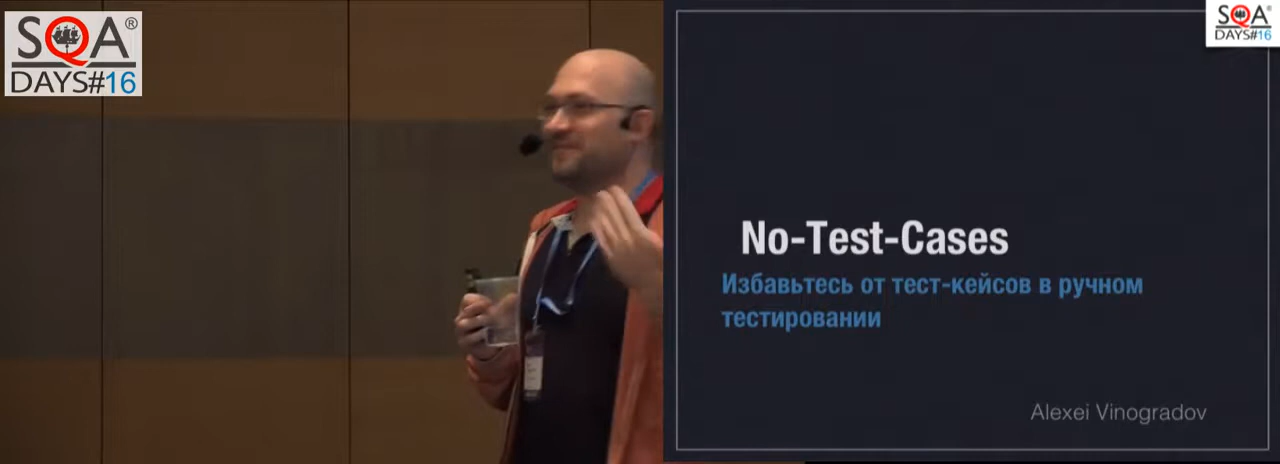 SQA®
DAYS#16
SQA®
DAYS#16
No-Test-Cases
Избавьтесь от тест-кейсов в ручном
тестировании
Alexei Vinogradov